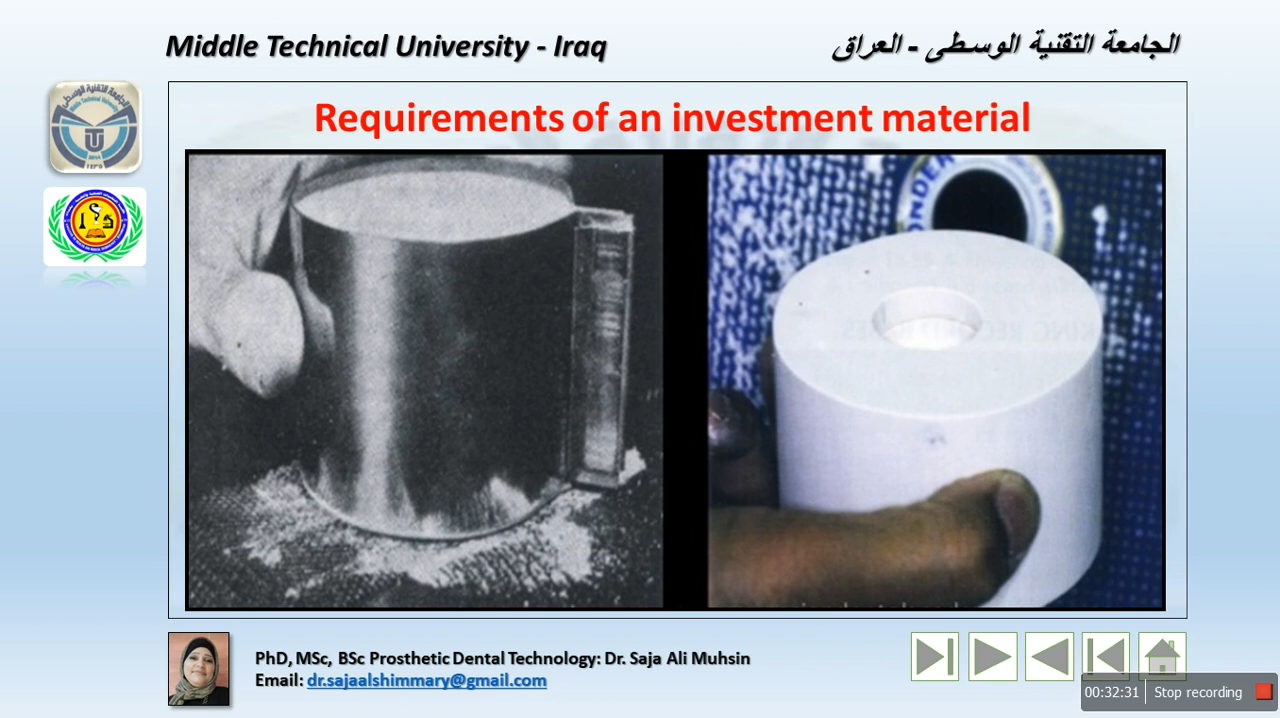 Middle Technical University - Iraq
الجامعة التقنية الوسطى - العراق
Requirements of an investment material
PhD, MSc, BSc Prosthetic Dental Technology: Dr. Saja Ali Muhsin
Email: dr.sajaalshimmary@gmail.com
00:32:31
Stop recording